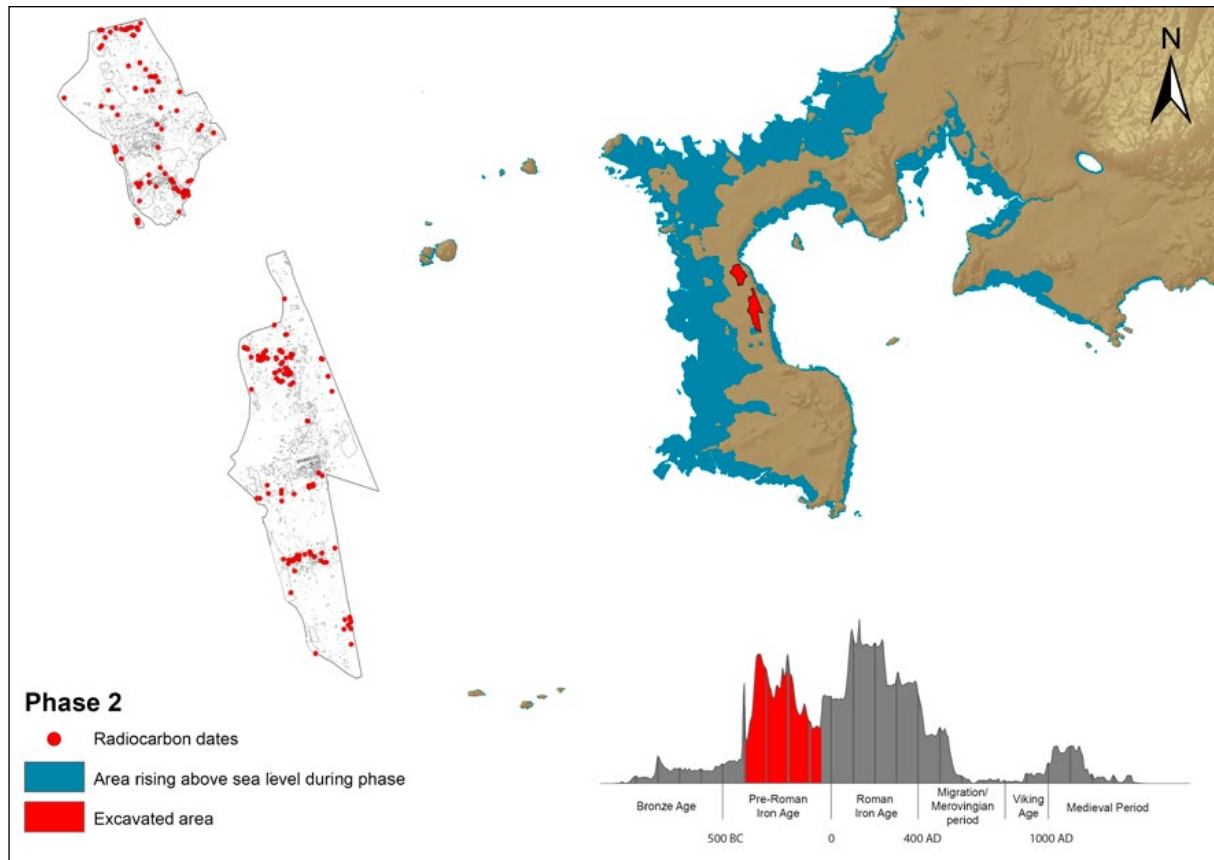 N
Phase 2
Radiocarbon dates
Area rising above sea level during phase
Excavated area
Bronze Age
Pre-Roman
Iron Age
Roman
Iron Age
Migration/
Merovingian
period
Viking
Age
Medieval Period
500 BC
0
400 AD
1000 AD